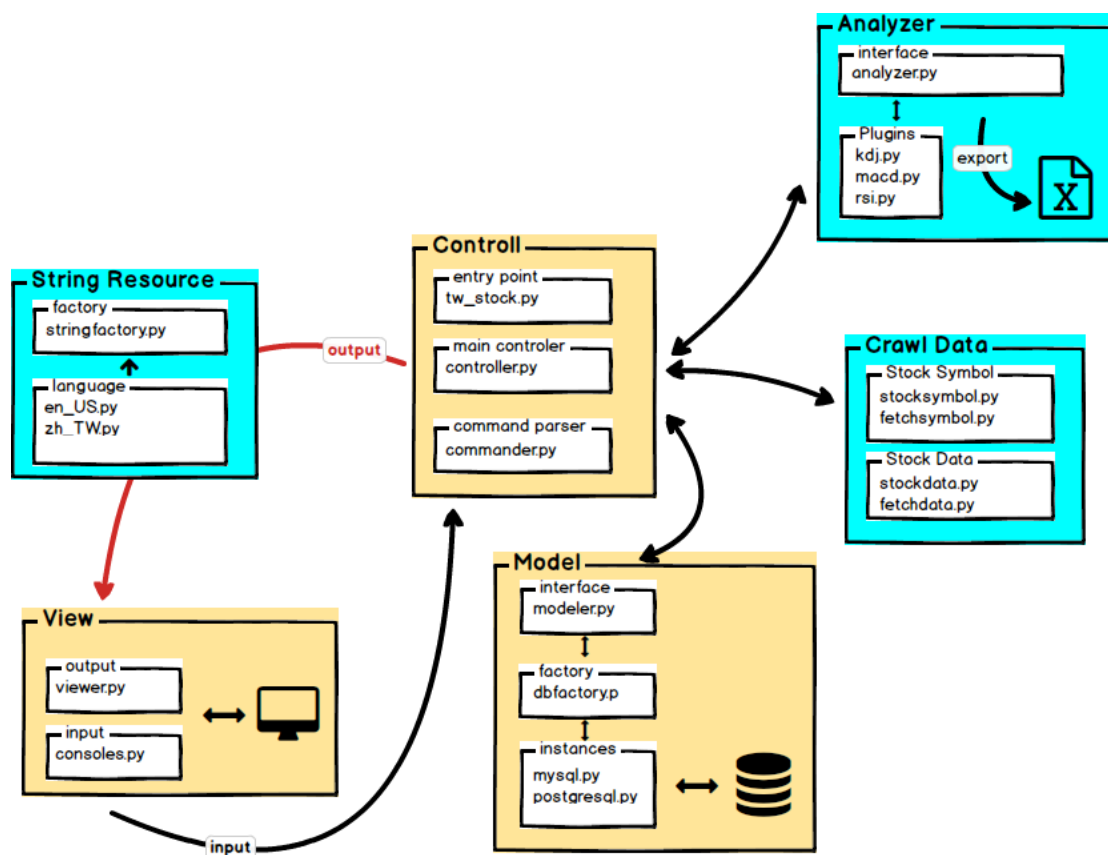 Analyzer
interface
analyzer.py
Plugins
kdj.py
macd.py
rsi.py
export
X
Controll
entry point
tw_stock.py
main controler
controller.py
command parser
commander.py
String Resource
factory
stringfactory.py
language
en_US.py
zh_TW.py
output
Crawl Data
Stock Symbol
stocksymbol.py
fetchsymbol.py
Stock Data
stockdata.py
fetchdata.py
Model
interface
modeler.py
factory
dbfactory.p
instances
mysql.py
postgresql.py
View
output
viewer.py
input
consoles.py
input